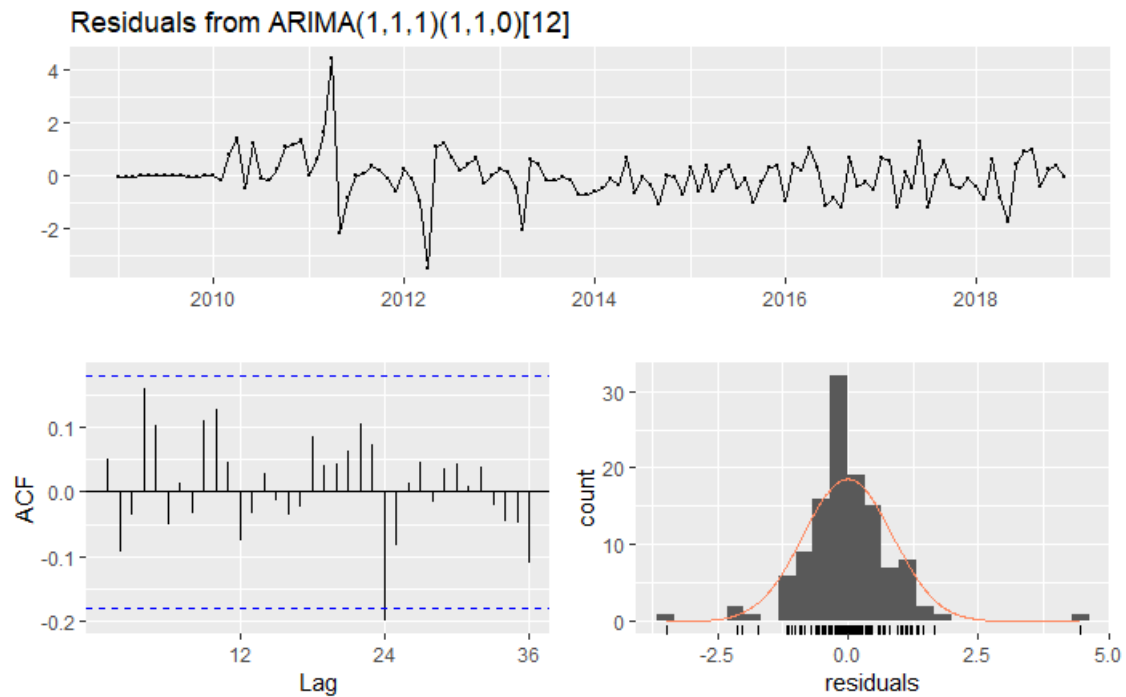 Residuals from ARIMA(1,1,1)(1,1,0)[12]
4
2
0
-2
2010 2012 2014 2016 2018
ACF
0.1
0.0
-0.1
-0.2
12 24 36
Lag
count
30
20
10
0
-2.5 0.0 2.5 5.0
residuals